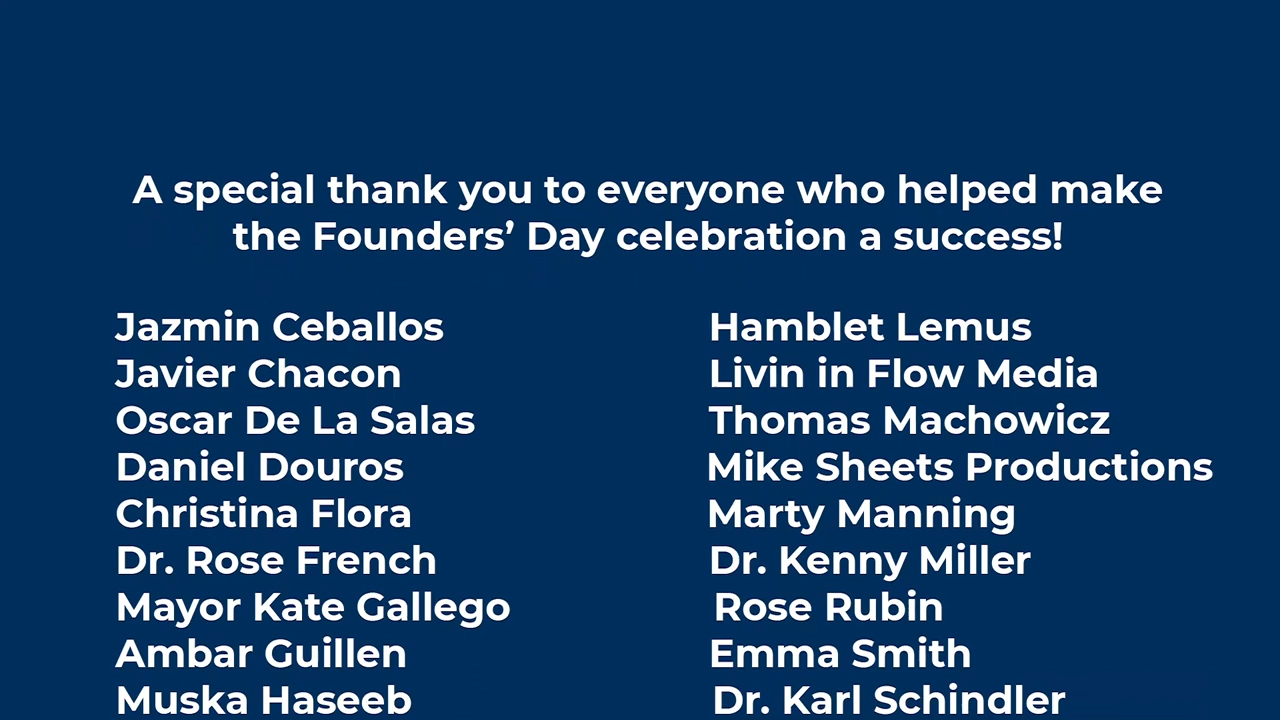 A special thank you to everyone who helped make
the Founders’ Day celebration a success!
Jazmin Ceballos
Javier Chacon
Oscar De La Salas
Daniel Douros
Christina Flora
Dr. Rose French
Mayor Kate Gallego
Ambar Guillen
Muska Haseeb
Hamblet Lemus
Livin in Flow Media
Thomas Machowicz
Mike Sheets Productions
Marty Manning
Dr. Kenny Miller
Rose Rubin
Emma Smith
Dr. Karl Schindler